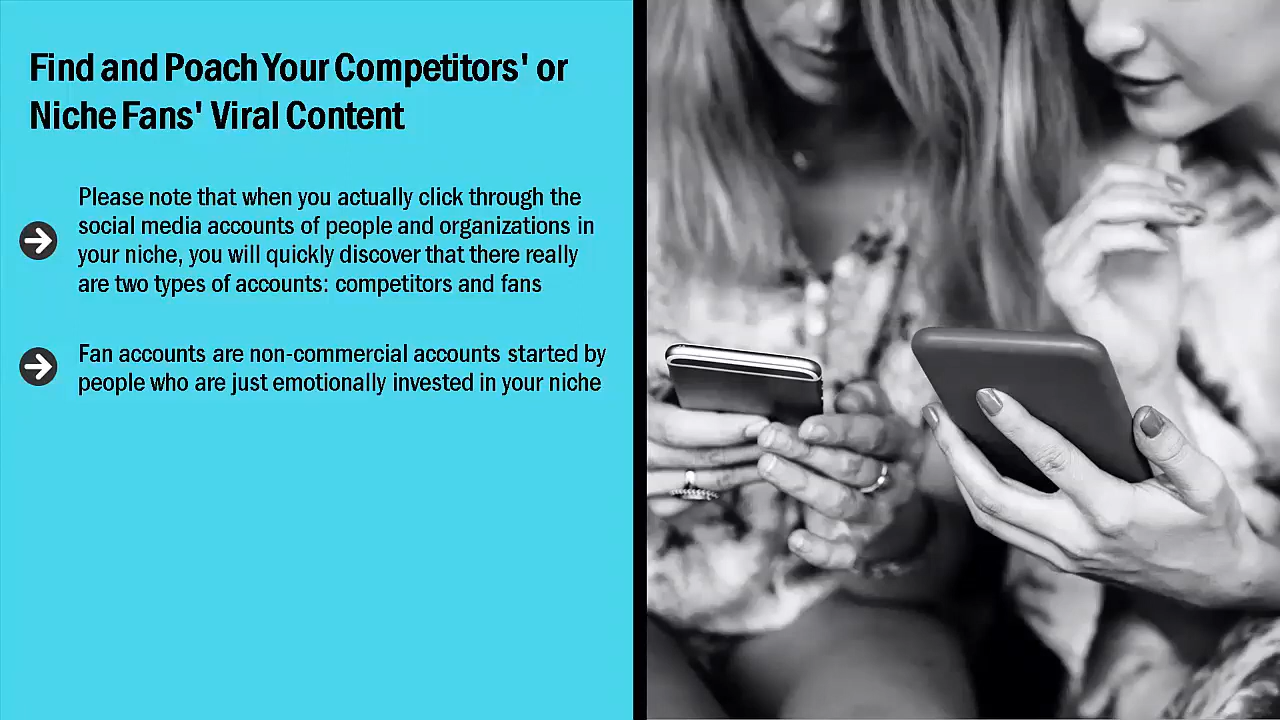 Find and Poach Your Competitors' or
Niche Fans' Viral Content
Please note that when you actually click through the
social media accounts of people and organizations in
your niche, you will quickly discover that there really
are two types of accounts: competitors and fans
Fan accounts are non-commercial accounts started by
people who are just emotionally invested in your niche